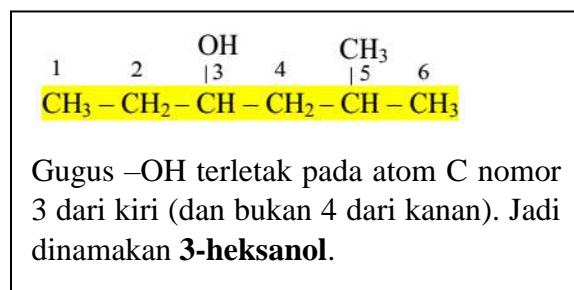 OH CH₃
1 2 |3 4 |5 6
CH₃ – CH₂ – CH – CH₂ – CH – CH₃
Gugus –OH terletak pada atom C nomor
3 dari kiri (dan bukan 4 dari kanan). Jadi
dinamakan 3-heksanol.